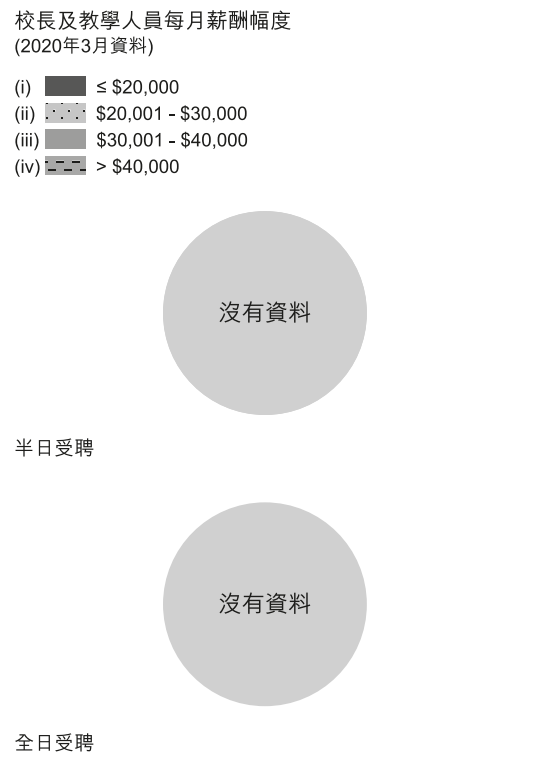 校長及教學人員每月薪酬幅度
(2020年3月資料)
(i) ≤ $20,000
(ii) $20,001 - $30,000
(iii) $30,001 - $40,000
(iv) > $40,000
沒有資料
半日受聘
沒有資料
全日受聘